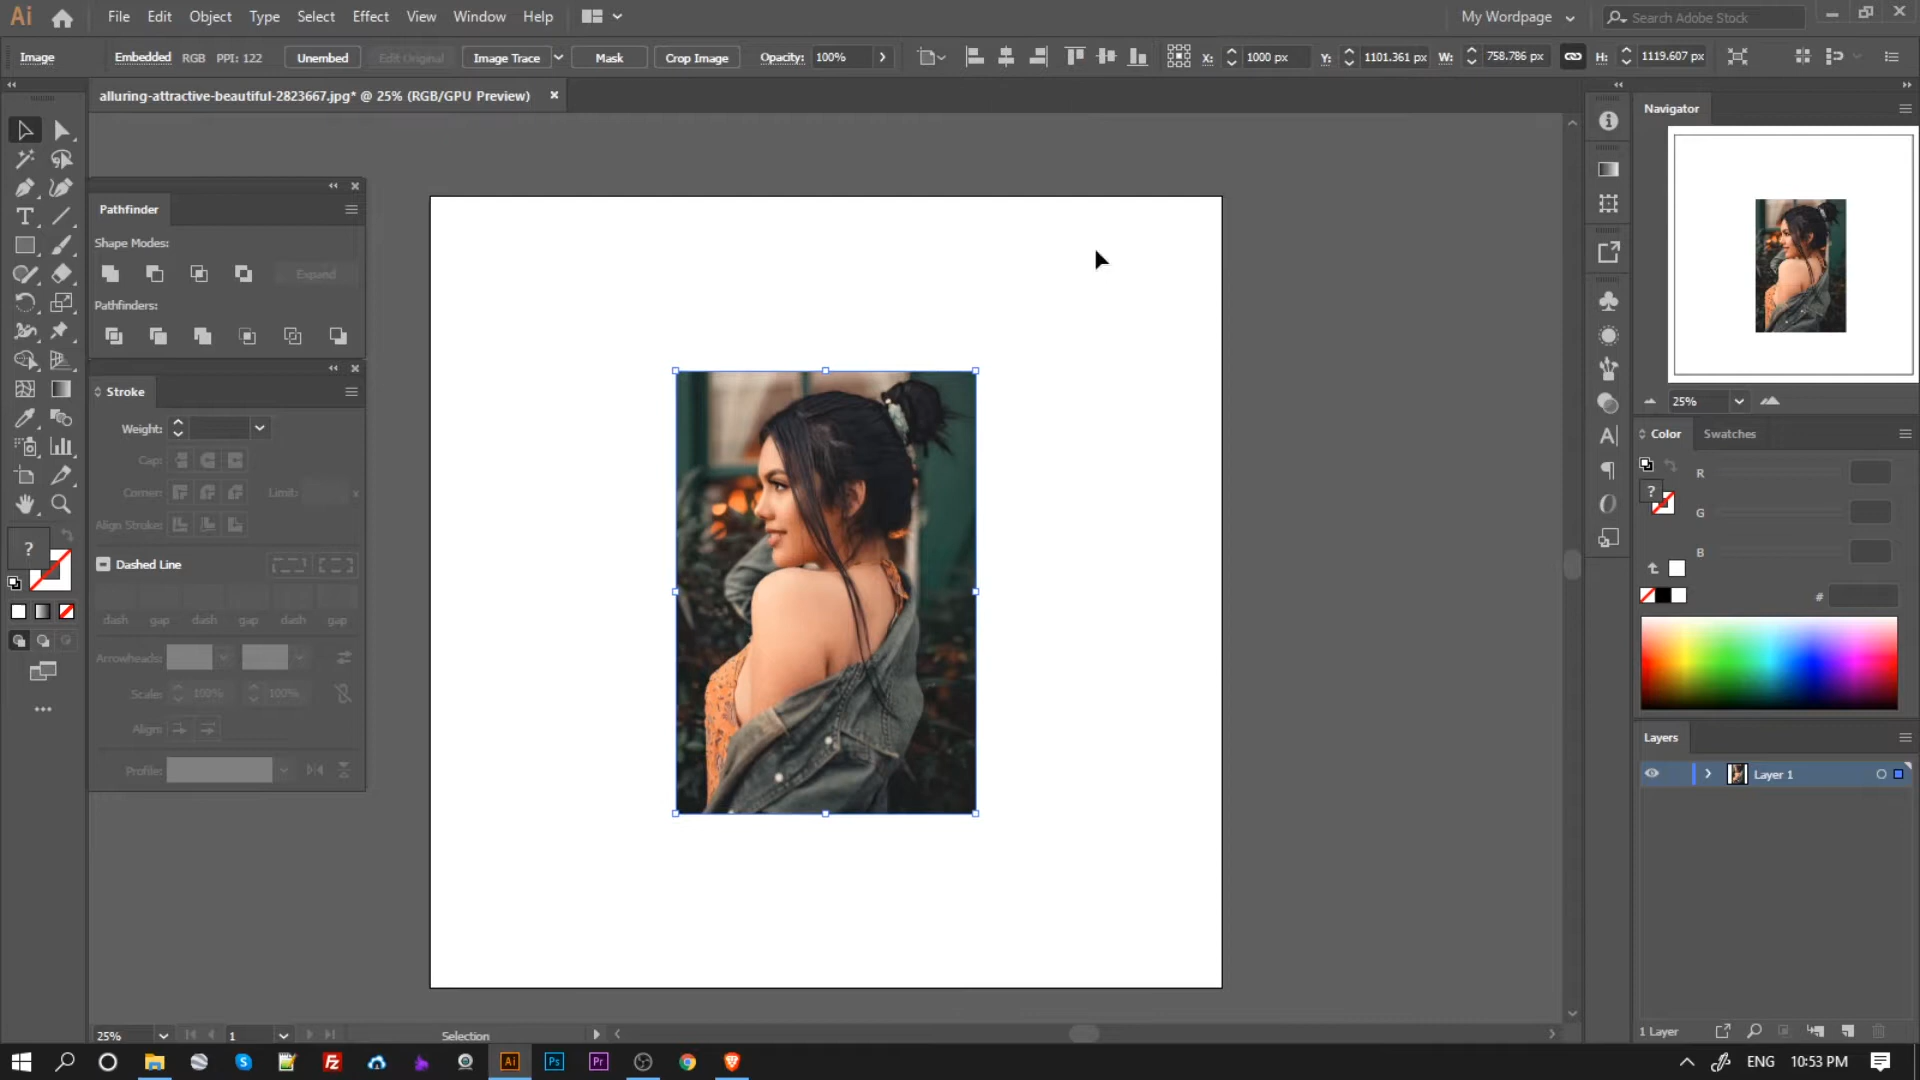 Ai File Edit Object Type Select Effect View Window Help My Wordpage Search Adobe Stock
Image Embedded RGB PPI: 122 Unembed Edit Original Image Trace Mask Crop Image Opacity: 100% X: 1000 px Y: 1101.361 px W: 758.786 px H: 1119.607 px
alluring-attractive-beautiful-2823667.jpg* @ 25% (RGB/GPU Preview)
Navigator
Pathfinder
Shape Modes:
Expand
Pathfinders:
Stroke
25%
Weight:
Color Swatches
Cap:
R
Corner: Limit: x
G
Align Stroke:
B
Dashed Line
#
dash gap dash gap dash gap
Arrowheads:
Scale: 100% 100%
Align:
Profile:
Layers
Layer 1
25% 1 Selection
1 Layer
Ai Ps Pr ENG 10:53 PM